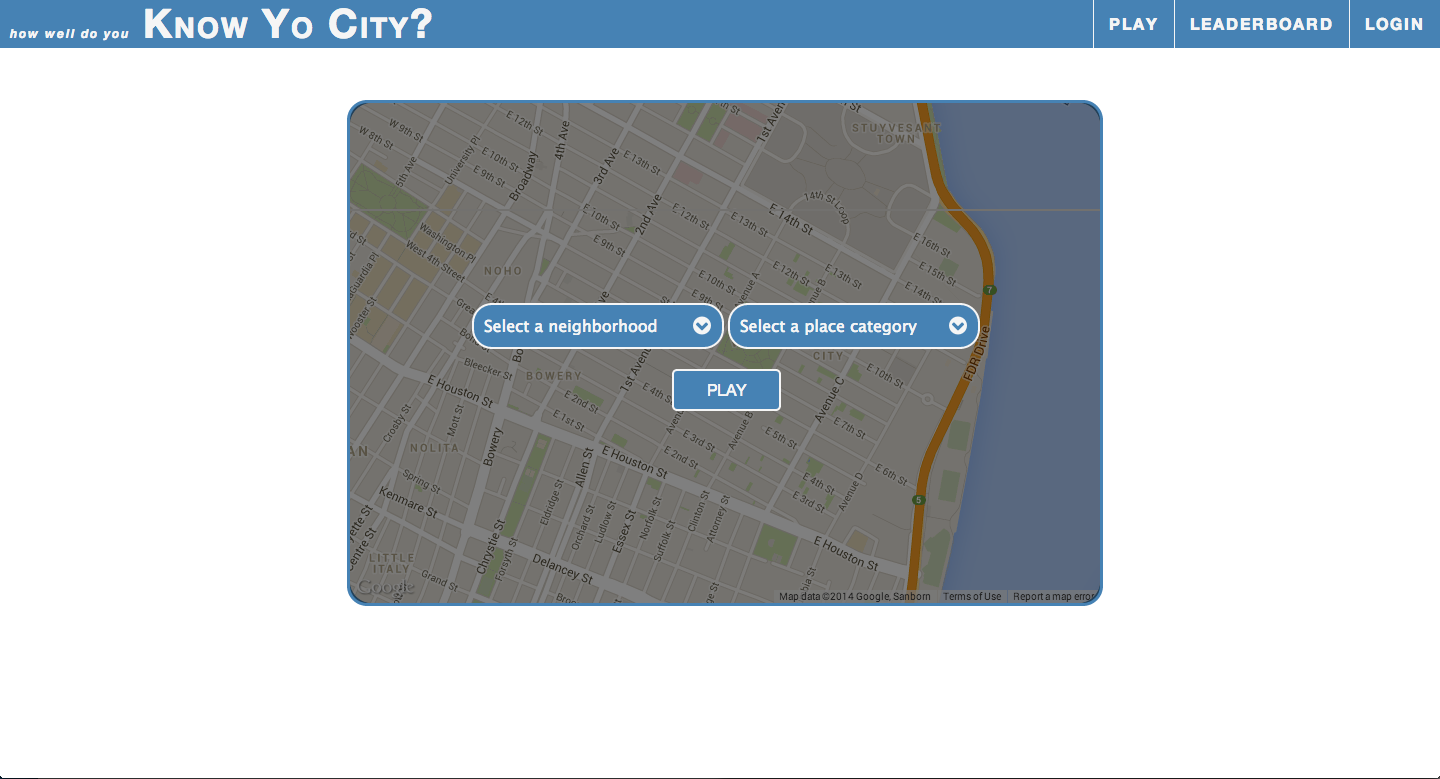 how well do you KNOW YO CITY?
PLAY
LEADERBOARD
LOGIN
STUYVESANT
TOWN
E 12th St
W 9th St
W 8th St
4th Ave
1st Aven
University Pl
5th Ave
E 10th St
E 9th St
Broadway
3rd Ave
E 13th St
2nd Ave
14th St Loop
E 14th St
E 10th St
E 12th St
E 13th St
E 9th St
E 16th St
E 15th St
E 14th St
Washington Pl
West 4th Street
NOHO
E 10th St
E 9th St
Avenue A
E 12th St
E 13th St
Avenue B
7
Select a neighborhood
Select a place category
Bleecker St
BOWERY
1st Avenu
CITY
E 10th St
FDR Drive
PLAY
E Houston St
E 2nd St
E 1st St
E 4th St
Avenue B
Avenue C
E 7th St
E 5th St
E 3rd St
E 2nd St
E 6th St
Crosby St
Mott St
NOLITA
Bowery
Allen St
E Houston St
E 4th St
E 3rd St
Avenue D
5
Spring St
Kenmare St
Eldridge St
Orchard St
Ludlow St
Essex St
Norfolk St
Suffolk St
Clinton St
Attorney St
E Houston St
Centre St
LITTLE
ITALY
Chrystie St
Forsyth St
Delancey St
Grand St
Google
Map data ©2014 Google, Sanborn
Terms of Use
Report a map error